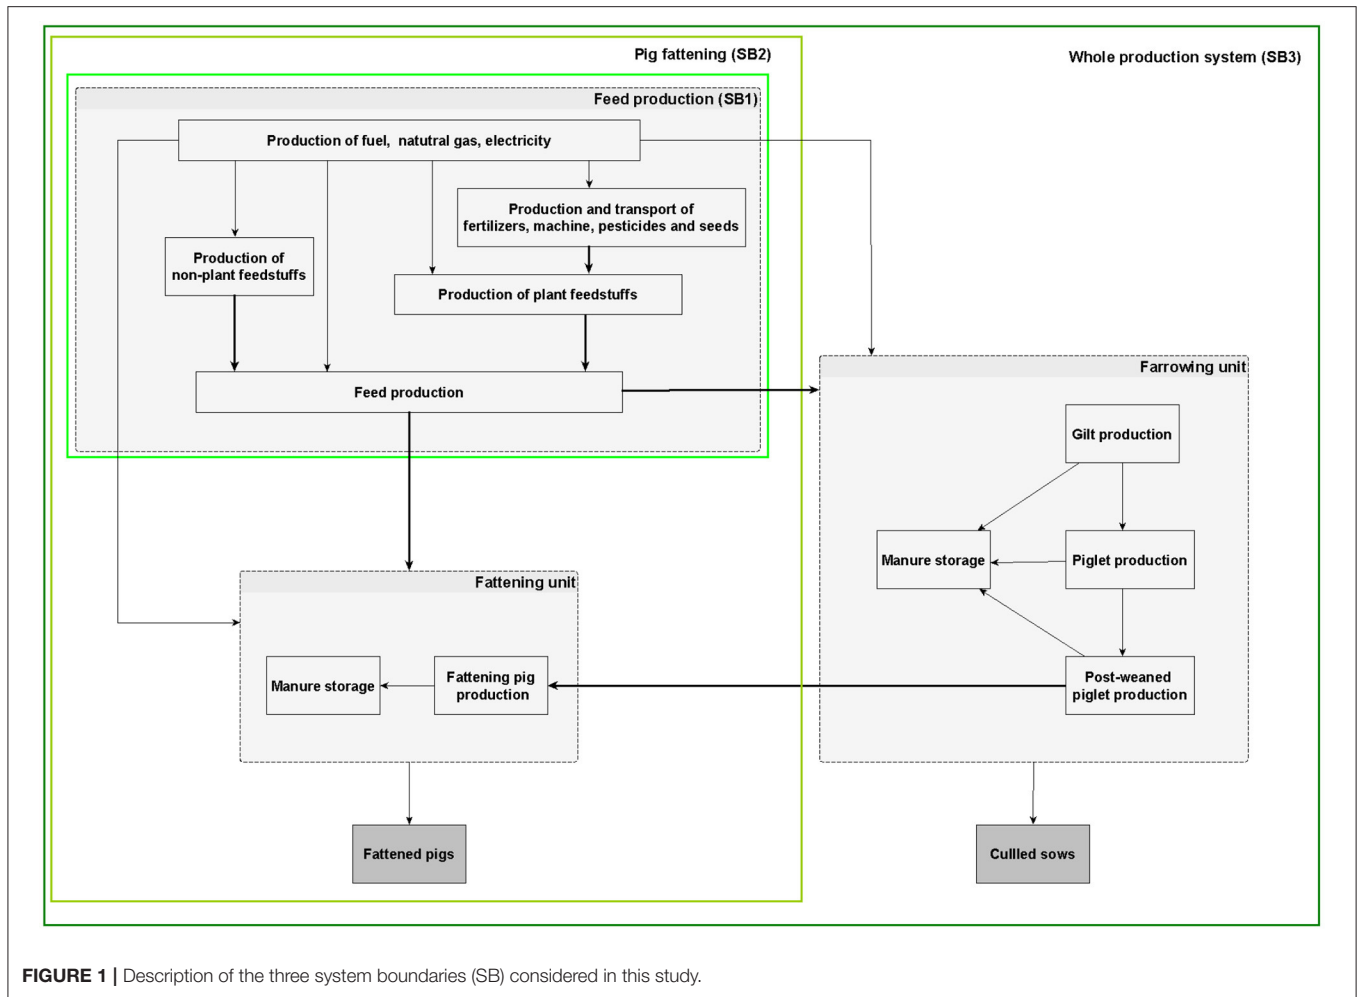 Pig fattening (SB2)
Whole production system (SB3)
Feed production (SB1)
Production of fuel, natutral gas, electricity
Production and transport of
fertilizers, machine, pesticides and seeds
Production of
non-plant feedstuffs
Production of plant feedstuffs
Feed production
Farrowing unit
Gilt production
Manure storage
Piglet production
Post-weaned
piglet production
Fattening unit
Manure storage
Fattening pig
production
Fattened pigs
Cullled sows
FIGURE 1 | Description of the three system boundaries (SB) considered in this study.